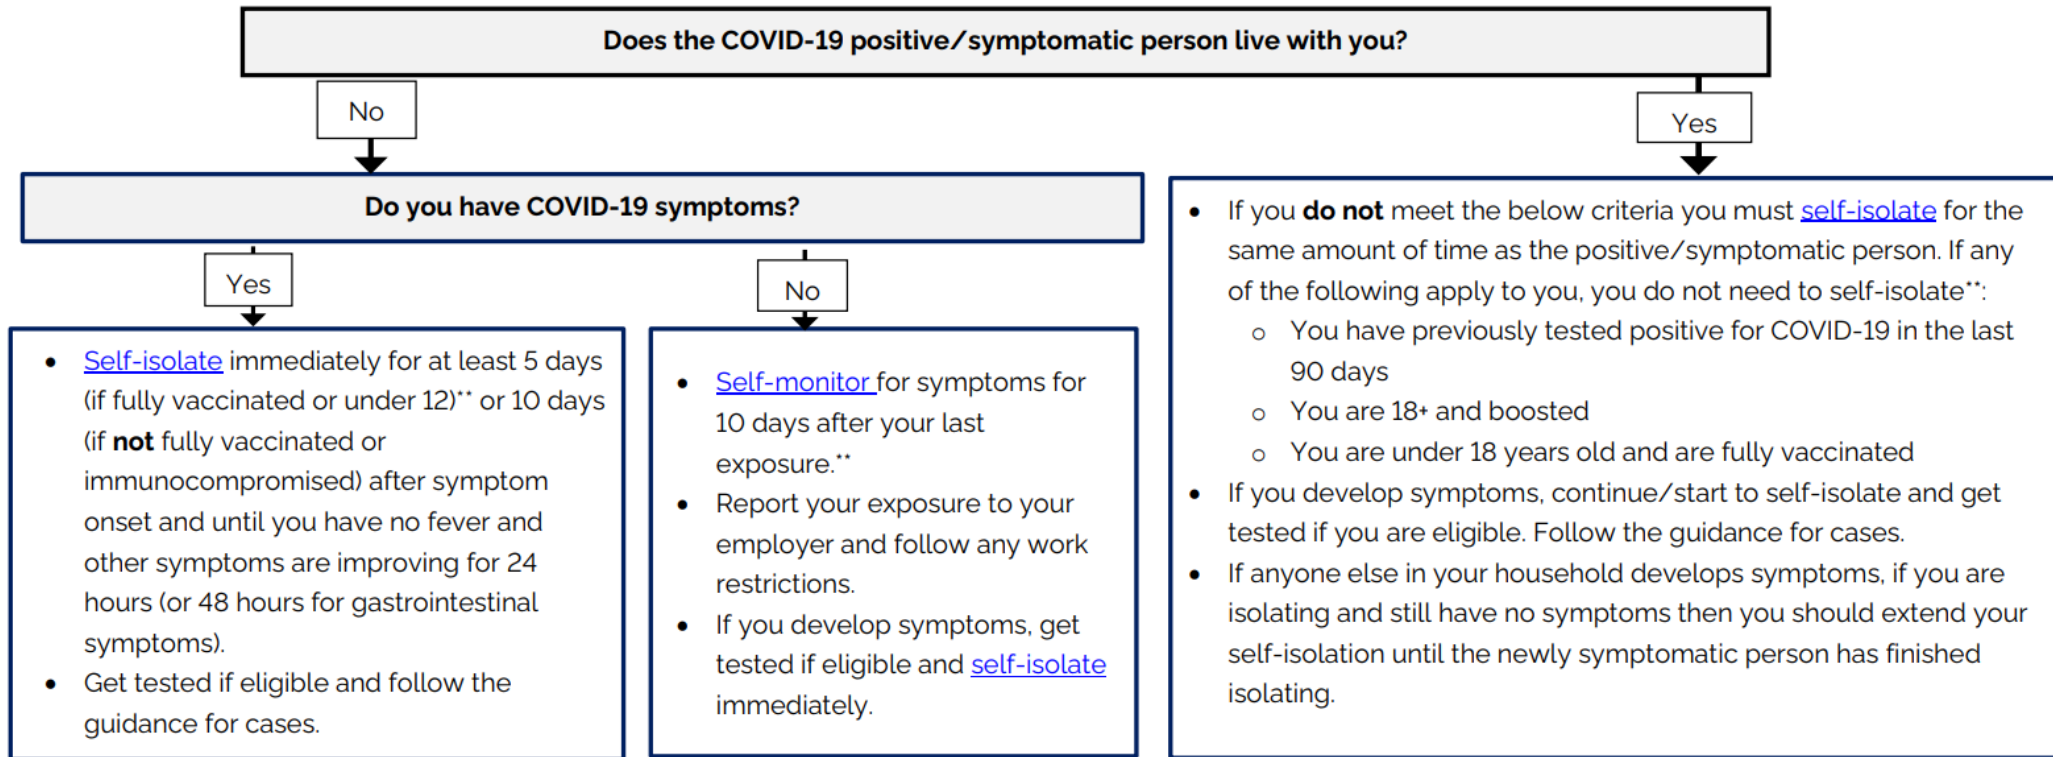 Does the COVID-19 positive/symptomatic person live with you?
No
Yes
Do you have COVID-19 symptoms?
Yes
No
• Self-isolate immediately for at least 5 days
(if fully vaccinated or under 12)** or 10 days
(if not fully vaccinated or
immunocompromised) after symptom
onset and until you have no fever and
other symptoms are improving for 24
hours (or 48 hours for gastrointestinal
symptoms).
• Get tested if eligible and follow the
guidance for cases.
• Self-monitor for symptoms for
10 days after your last
exposure.**
• Report your exposure to your
employer and follow any work
restrictions.
• If you develop symptoms, get
tested if eligible and self-isolate
immediately.
• If you do not meet the below criteria you must self-isolate for the
same amount of time as the positive/symptomatic person. If any
of the following apply to you, you do not need to self-isolate**:
o You have previously tested positive for COVID-19 in the last
90 days
o You are 18+ and boosted
o You are under 18 years old and are fully vaccinated
• If you develop symptoms, continue/start to self-isolate and get
tested if you are eligible. Follow the guidance for cases.
• If anyone else in your household develops symptoms, if you are
isolating and still have no symptoms then you should extend your
self-isolation until the newly symptomatic person has finished
isolating.